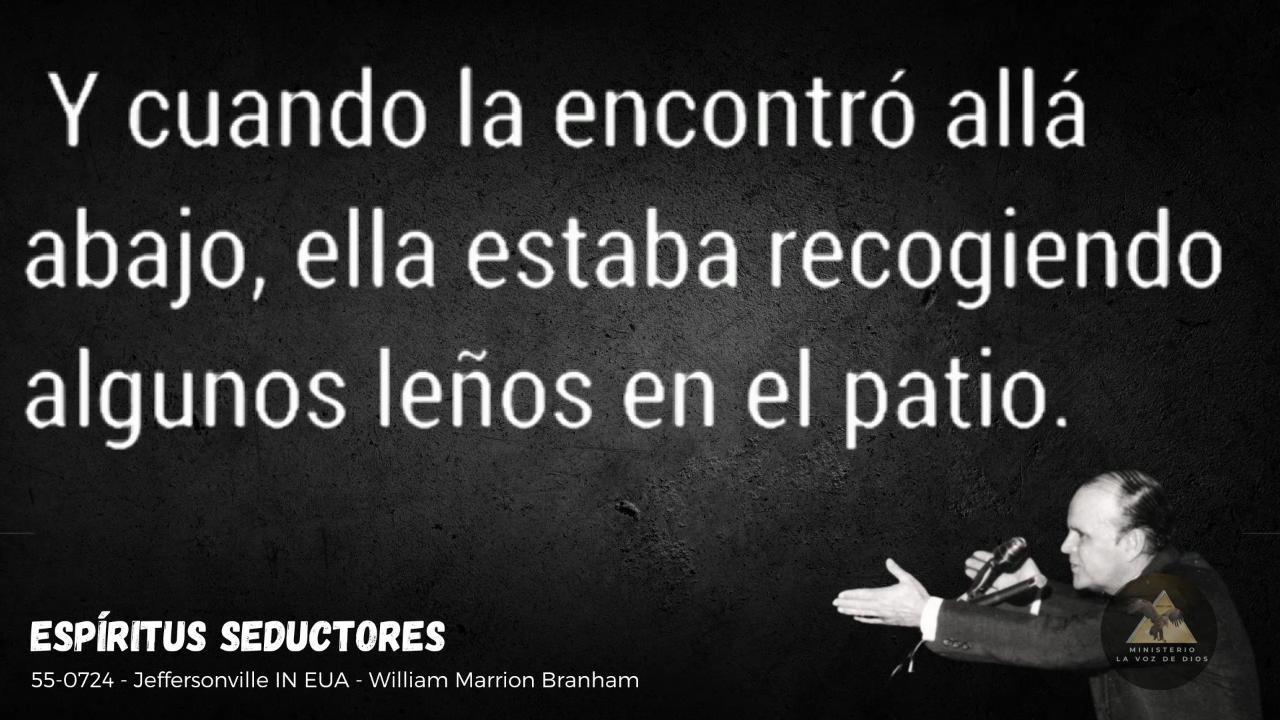 Y cuando la encontró allá
abajo, ella estaba recogiendo
algunos leños en el patio.
ESPÍRITUS SEDUCTORES
55-0724 - Jeffersonville IN EUA - William Marrion Branham
MINISTERIO
LA VOZ DE DIOS